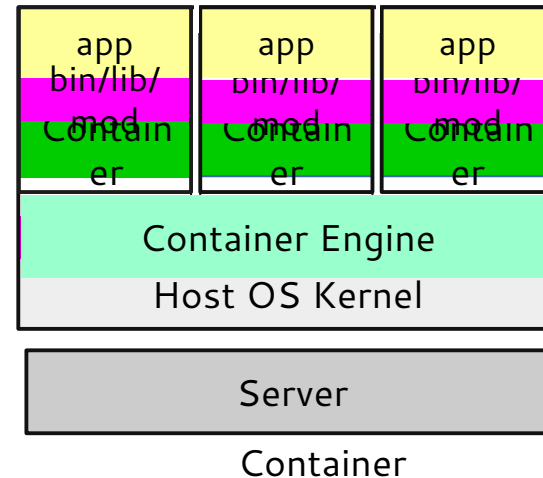 app app app
bin/lib/ bin/lib/ bin/lib/
mod mod mod
Contain Contain Contain
er er er
Container Engine
Host OS Kernel
Server
Container